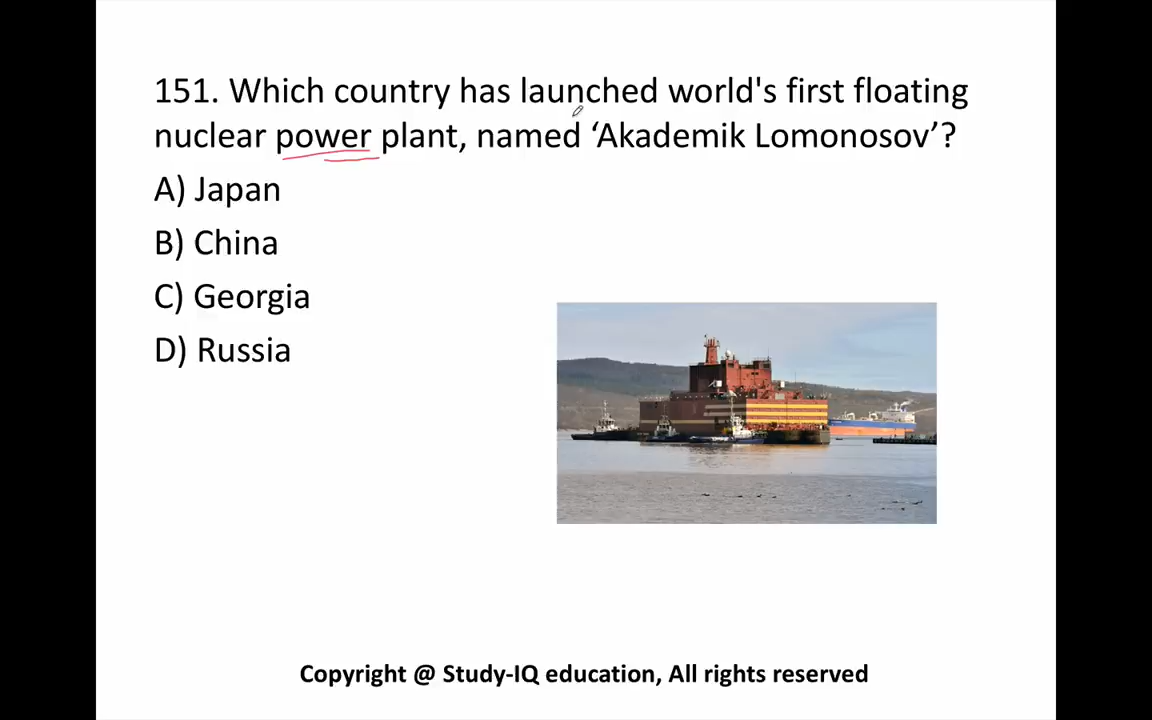 151. Which country has launched world's first floating
nuclear power plant, named ‘Akademik Lomonosov’?
A) Japan
B) China
C) Georgia
D) Russia
Copyright @ Study-IQ education, All rights reserved